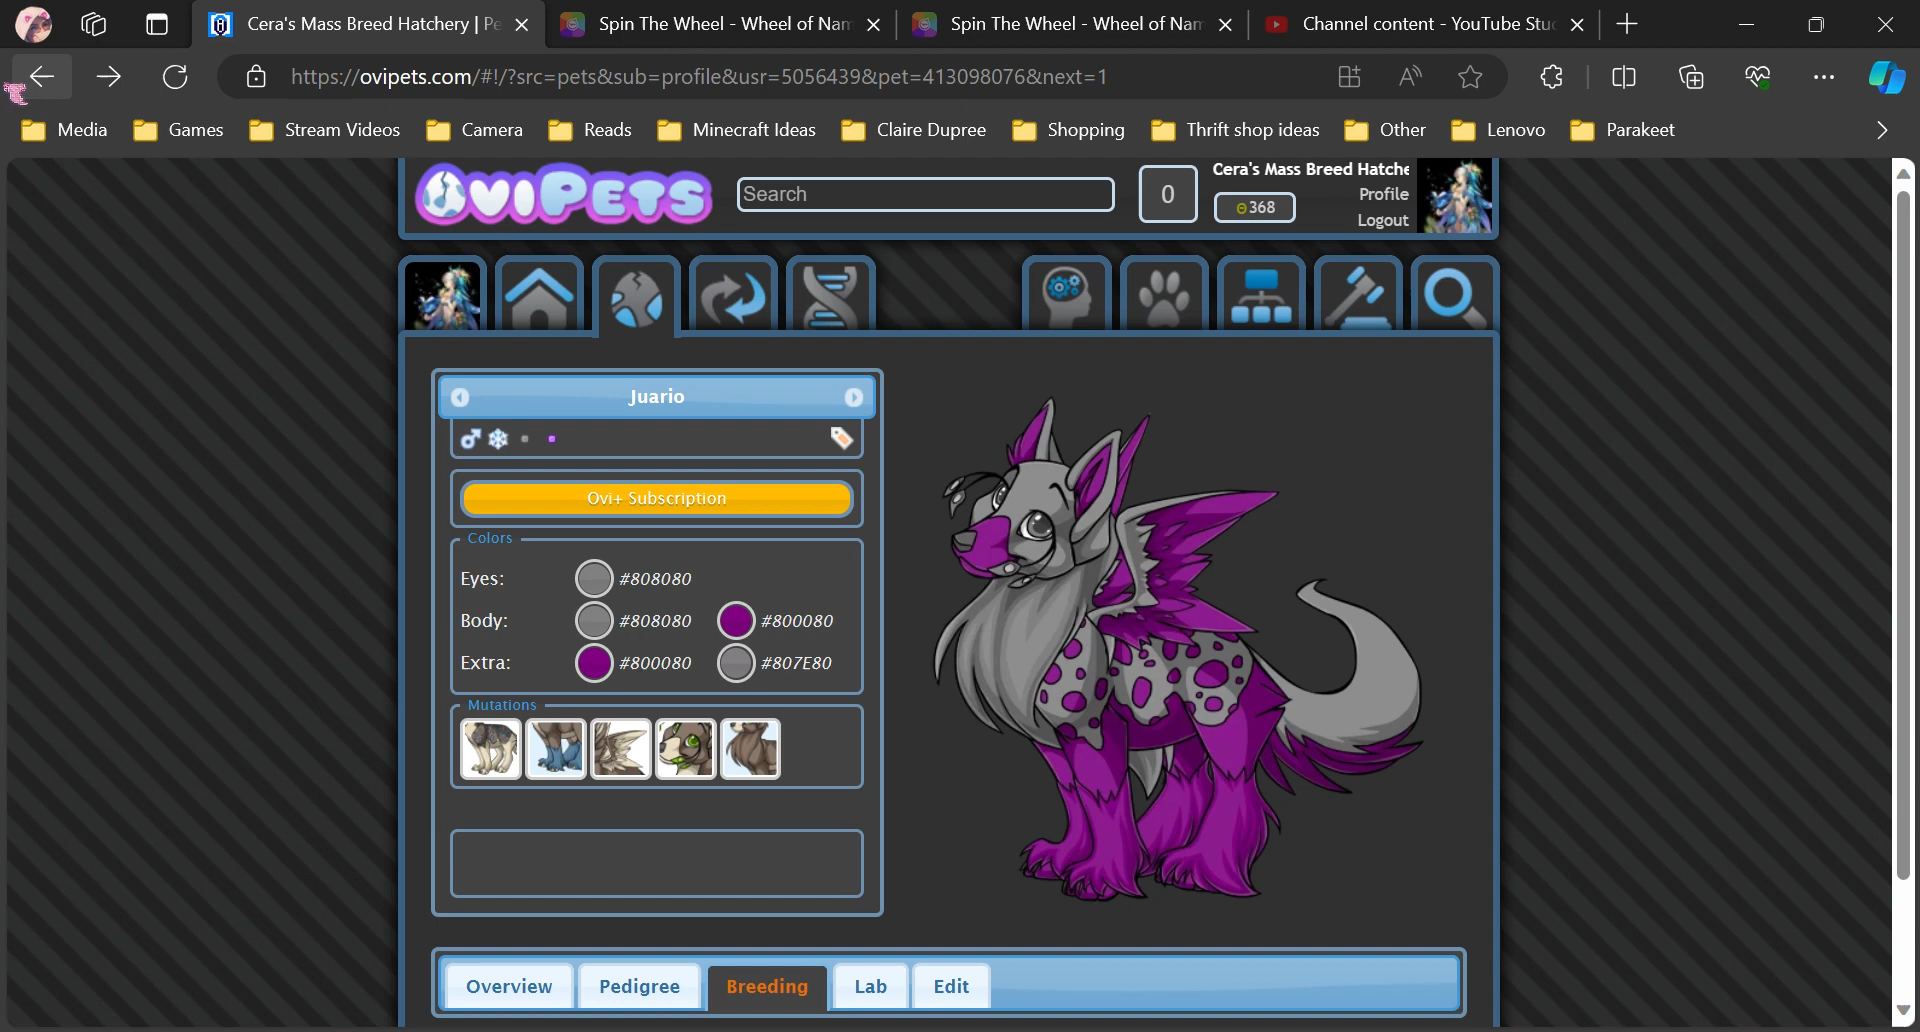 Cera's Mass Breed Hatchery | Pe
Spin The Wheel - Wheel of Nam
Spin The Wheel - Wheel of Nam
Channel content - YouTube Stud
https://ovipets.com/#!/?src=pets&sub=profile&usr=5056439&pet=413098076&next=1
Media
Games
Stream Videos
Camera
Reads
Minecraft Ideas
Claire Dupree
Shopping
Thrift shop ideas
Other
Lenovo
Parakeet
OviPets
Search
0
Cera's Mass Breed Hatche
368
Profile
Logout
Juario
Ovi+ Subscription
Colors
Eyes: #808080
Body: #808080 #800080
Extra: #800080 #807E80
Mutations
Overview
Pedigree
Breeding
Lab
Edit